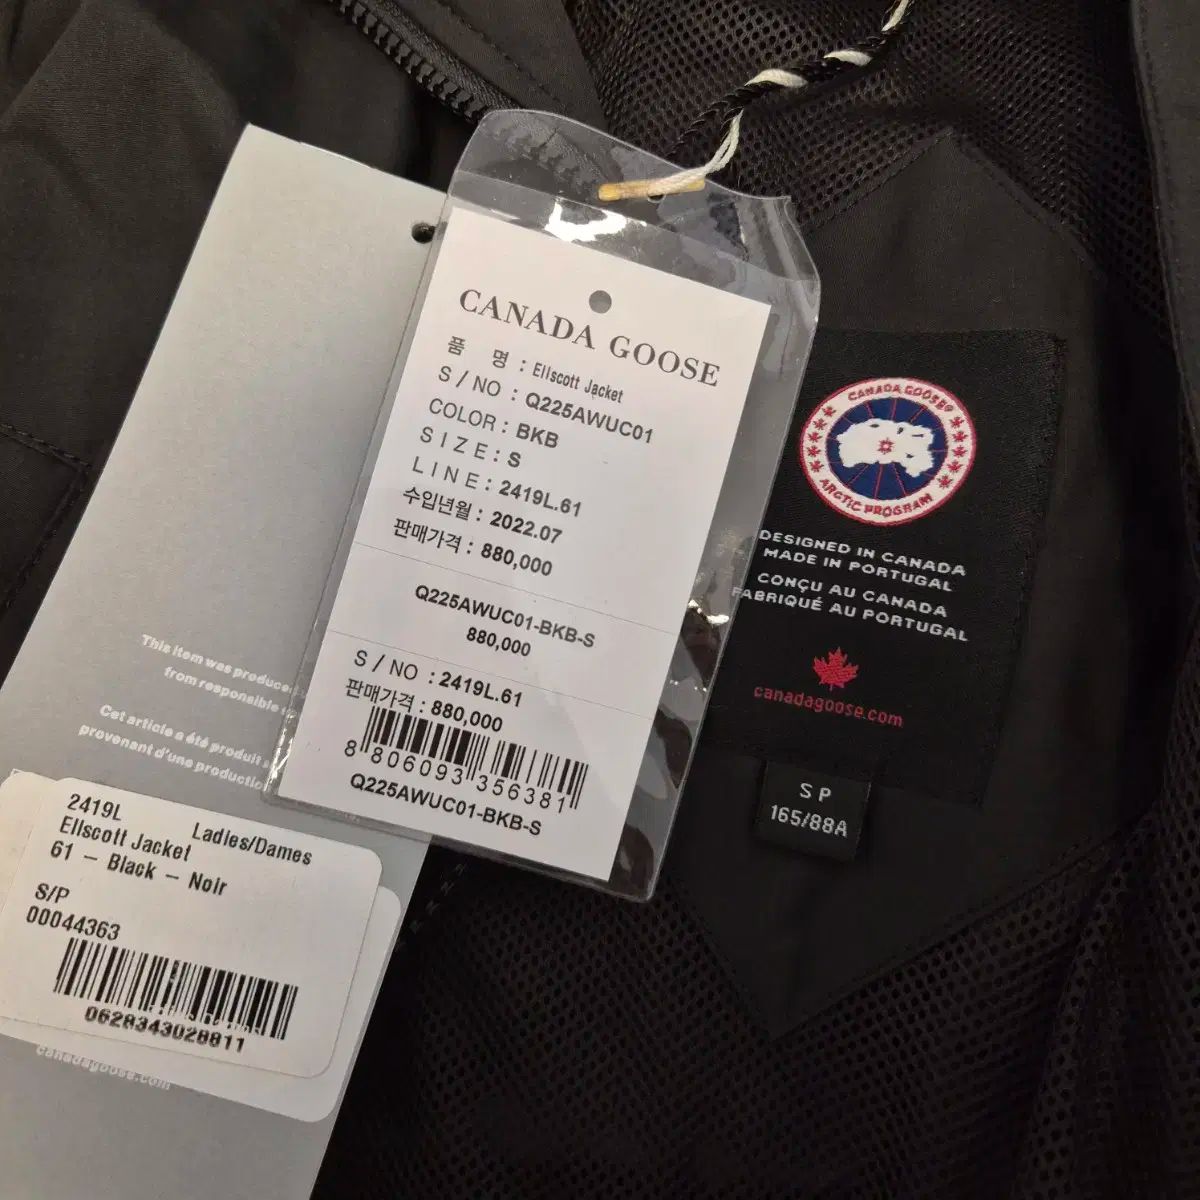 CANADA GOOSE
품 명 : Ellscott Jacket
S / NO : Q225AWUC01
COLOR : BKB
SIZE : S
LINE : 2419L.61
수입년월 : 2022.07
판매가격 : 880,000
Q225AWUC01-BKB-S
880,000
S / NO : 2419L.61
판매가격 : 880,000
8 806093 356381
Q225AWUC01-BKB-S
This item was produce
from responsible
Cet article a été produit
provenant d'une production
2419L Ladies/Dames
Ellscott Jacket
61 – Black – Noir
S/P
00044363
0628343028811
canadagoose.com
CANADA GOOSE®
ARCTIC PROGRAM
DESIGNED IN CANADA
MADE IN PORTUGAL
CONÇU AU CANADA
FABRIQUÉ AU PORTUGAL
canadagoose.com
S P
165/88A